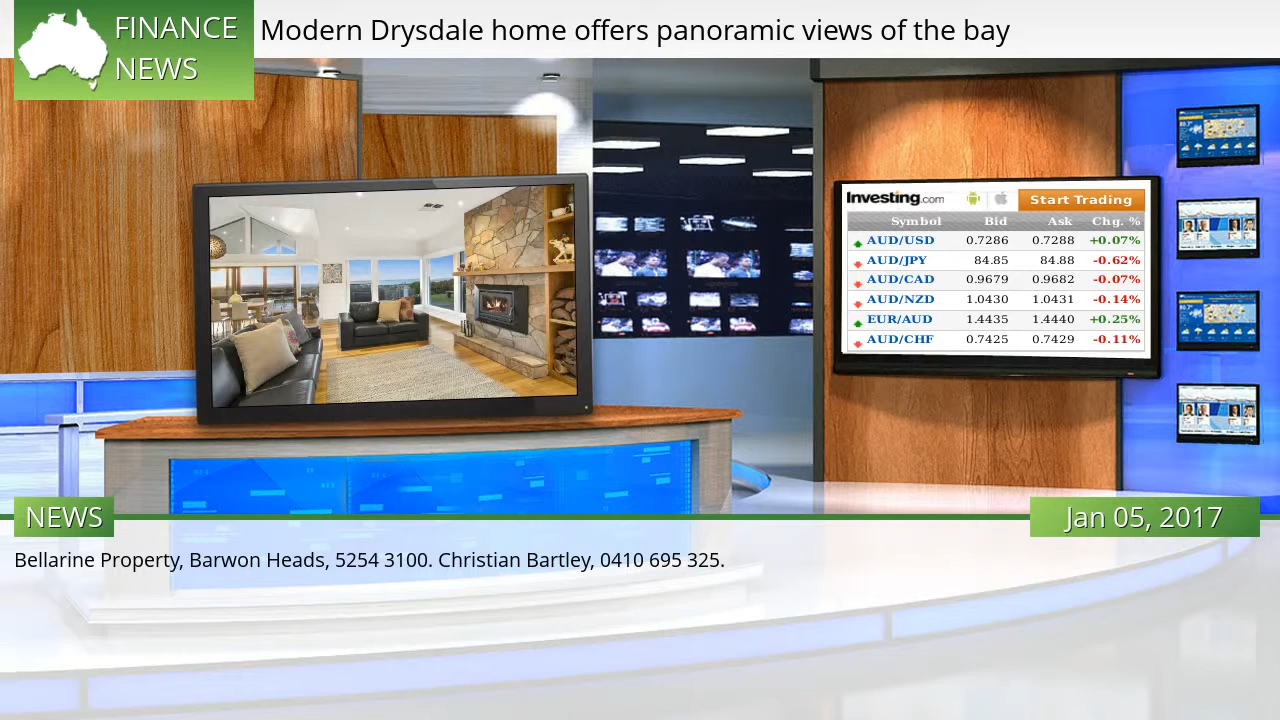 FINANCE
NEWS
Modern Drysdale home offers panoramic views of the bay
Investing.com Start Trading
Symbol Bid Ask Chg. %
AUD/USD 0.7286 0.7288 +0.07%
AUD/JPY 84.85 84.88 -0.62%
AUD/CAD 0.9679 0.9682 -0.07%
AUD/NZD 1.0430 1.0431 -0.14%
EUR/AUD 1.4435 1.4440 +0.25%
AUD/CHF 0.7425 0.7429 -0.11%
NEWS
Jan 05, 2017
Bellarine Property, Barwon Heads, 5254 3100. Christian Bartley, 0410 695 325.